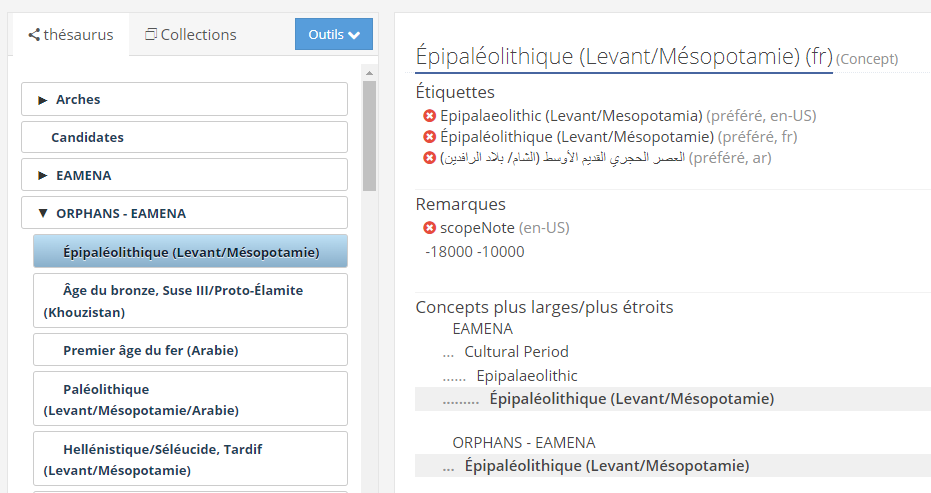 thésaurus
Collections
Outils
Arches
Candidates
EAMENA
ORPHANS - EAMENA
Épipaléolithique (Levant/Mésopotamie)
Âge du bronze, Suse III/Proto-Élamite
(Khouzistan)
Premier âge du fer (Arabie)
Paléolithique
(Levant/Mésopotamie/Arabie)
Hellénistique/Séléucide, Tardif
(Levant/Mésopotamie)
Épipaléolithique (Levant/Mésopotamie) (fr) (Concept)
Étiquettes
Epipalaeolithic (Levant/Mesopotamia) (préféré, en-US)
Épipaléolithique (Levant/Mésopotamie) (préféré, fr)
العصر الحجري القديم الأوسط (الشام/ بلاد الرافدين) (préféré, ar)
Remarques
scopeNote (en-US)
-18000 -10000
Concepts plus larges/plus étroits
EAMENA
... Cultural Period
...... Epipalaeolithic
......... Épipaléolithique (Levant/Mésopotamie)
ORPHANS - EAMENA
... Épipaléolithique (Levant/Mésopotamie)